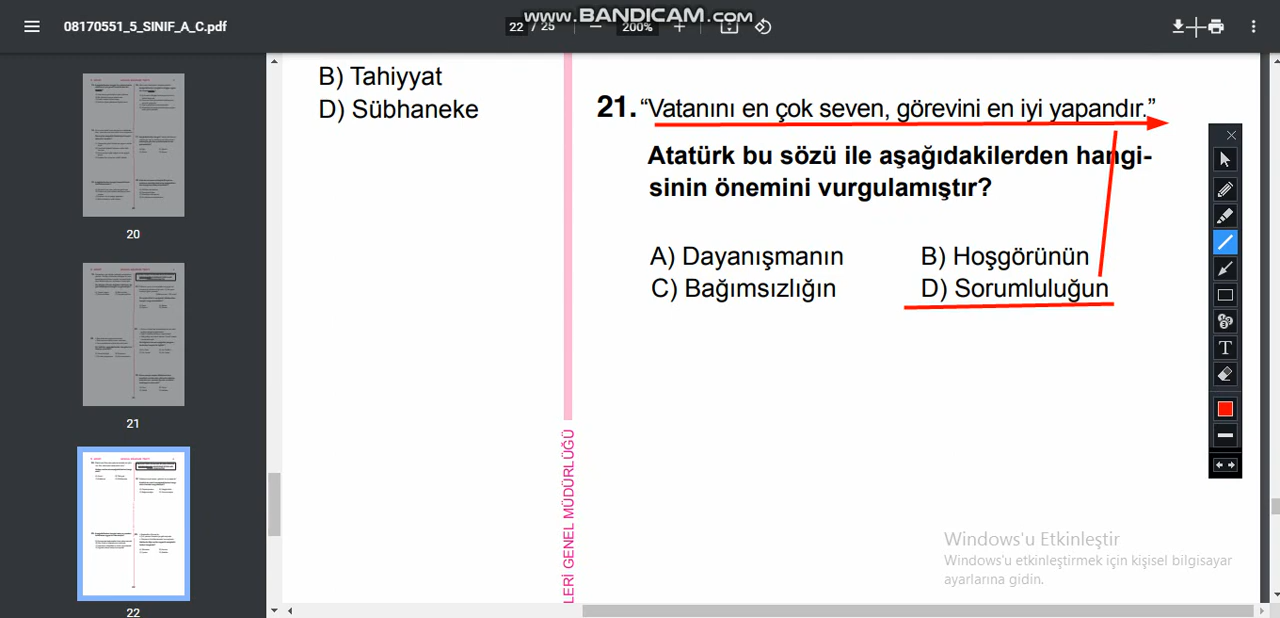 www.BANDICAM.com
08170551_5_SINIF_A_C.pdf
22 / 25
200%
20
21
22
B) Tahiyyat
D) Sübhaneke
LERİ GENEL MÜDÜRLÜĞÜ
21. “Vatanını en çok seven, görevini en iyi yapandır.”
Atatürk bu sözü ile aşağıdakilerden hangi-
sinin önemini vurgulamıştır?
A) Dayanışmanın B) Hoşgörünün
C) Bağımsızlığın D) Sorumluluğun
Windows'u Etkinleştir
Windows'u etkinleştirmek için kişisel bilgisayar
ayarlarına gidin.